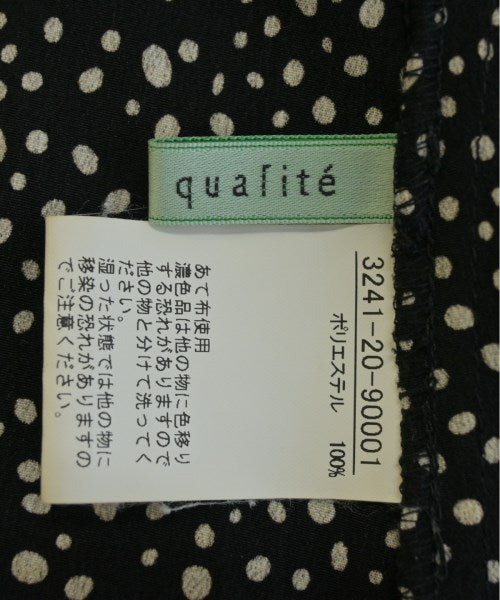 qualité
3241-20-90001
ポリエステル 100%
あて布使用
濃色品は他の物に色移り
する恐れがありますので
他の物と分けて洗ってく
ださい。
湿った状態では他の物に
移染の恐れがありますの
でご注意ください。